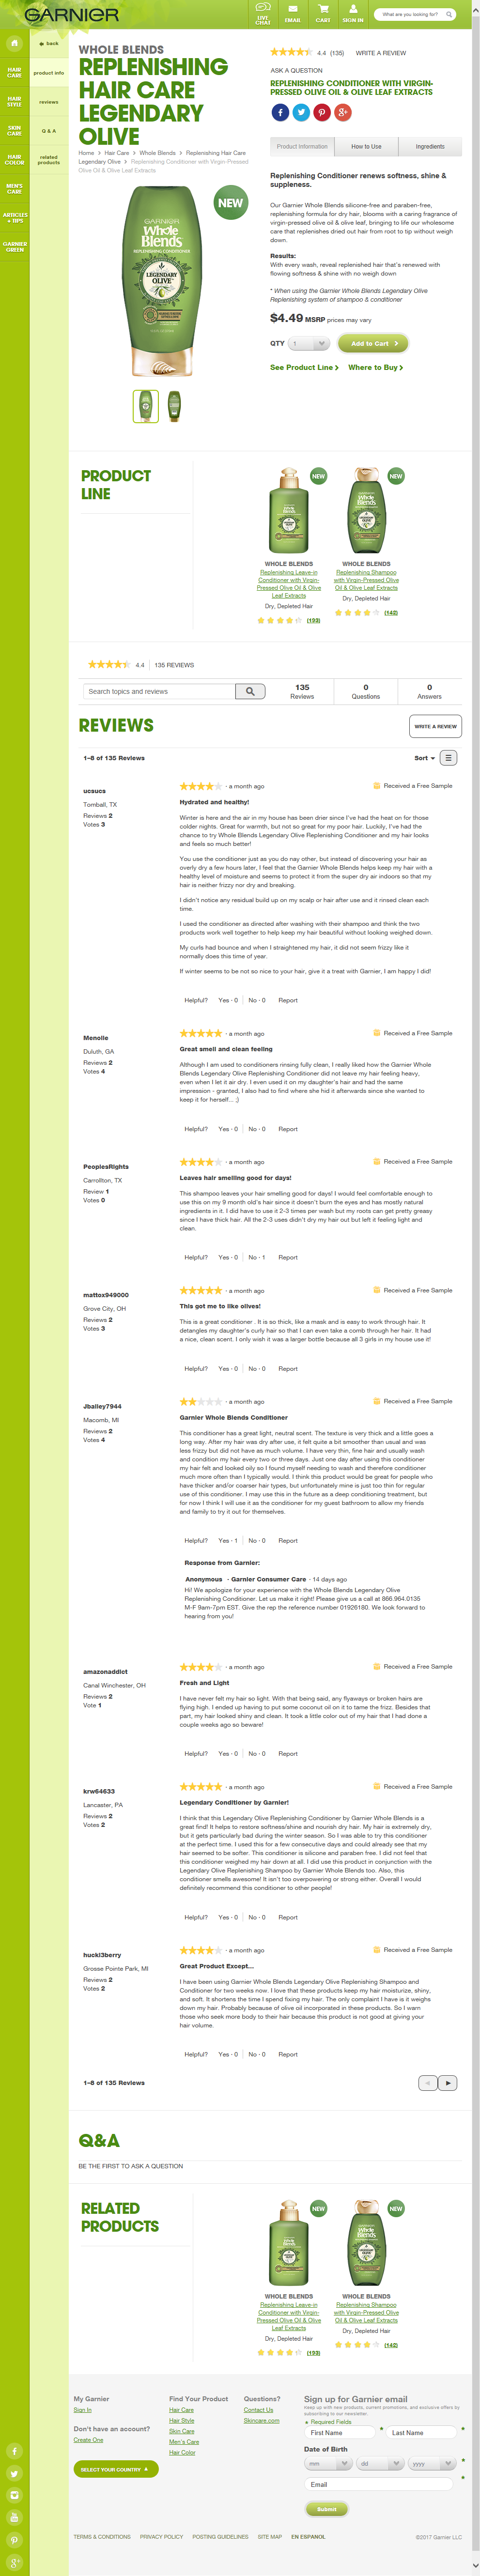 GARNIER
LIVE CHAT
EMAIL
CART
SIGN IN
What are you looking for?
back
product info
reviews
Q & A
related products
HAIR CARE
HAIR STYLE
SKIN CARE
HAIR COLOR
MEN'S CARE
ARTICLES + TIPS
GARNIER GREEN
WHOLE BLENDS
REPLENISHING
HAIR CARE
LEGENDARY
OLIVE
Home > Hair Care > Whole Blends > Replenishing Hair Care
Legendary Olive > Replenishing Conditioner with Virgin-Pressed
Olive Oil & Olive Leaf Extracts
NEW
GARNIER
Whole Blends
REPLENISHING CONDITIONER
LEGENDARY OLIVE
4.4 (135) WRITE A REVIEW
ASK A QUESTION
REPLENISHING CONDITIONER WITH VIRGIN-
PRESSED OLIVE OIL & OLIVE LEAF EXTRACTS
Product Information
How to Use
Ingredients
Replenishing Conditioner renews softness, shine &
suppleness.
Our Garnier Whole Blends silicone-free and paraben-free,
replenishing formula for dry hair, blooms with a caring fragrance of
virgin-pressed olive oil & olive leaf, bringing to life our wholesome
care that replenishes dried out hair from root to tip without weigh
down.
Results:
With every wash, reveal replenished hair that's renewed with
flowing softness & shine with no weigh down
* When using the Garnier Whole Blends Legendary Olive
Replenishing system of shampoo & conditioner
$4.49 MSRP prices may vary
QTY 1 Add to Cart
See Product Line Where to Buy
PRODUCT
LINE
NEW
WHOLE BLENDS
Replenishing Leave-in
Conditioner with Virgin-
Pressed Olive Oil & Olive
Leaf Extracts
Dry, Depleted Hair
(193)
NEW
WHOLE BLENDS
Replenishing Shampoo
with Virgin-Pressed Olive
Oil & Olive Leaf Extracts
Dry, Depleted Hair
(142)
4.4 135 REVIEWS
Search topics and reviews
135 Reviews
0 Questions
0 Answers
REVIEWS
WRITE A REVIEW
1–8 of 135 Reviews
Sort
ucsucs
Tomball, TX
Reviews 2
Votes 3
· a month ago
Received a Free Sample
Hydrated and healthy!
Winter is here and the air in my house has been drier since I've had the heat on for those
colder nights. Great for warmth, but not so great for my poor hair. Luckily, I've had the
chance to try Whole Blends Legendary Olive Replenishing Conditioner and my hair looks
and feels so much better!
You use the conditioner just as you do nay other, but instead of discovering your hair as
overly dry a few hours later, I feel that the Garnier Whole Blends helps keep my hair with a
healthy level of moisture and seems to protect it from the super dry air indoors so that my
hair is neither frizzy nor dry and breaking.
I didn't notice any residual build up on my scalp or hair after use and it rinsed clean each
time.
I used the conditioner as directed after washing with their shampoo and think the two
products work well together to help keep my hair beautiful without looking weighed down.
My curls had bounce and when I straightened my hair, it did not seem frizzy like it
normally does this time of year.
If winter seems to be not so nice to your hair, give it a treat with Garnier, I am happy I did!
Helpful? Yes · 0 No · 0 Report
Menolle
Duluth, GA
Reviews 2
Votes 4
· a month ago
Received a Free Sample
Great smell and clean feeling
Although I am used to conditioners rinsing fully clean, I really liked how the Garnier Whole
Blends Legendary Olive Replenishing Conditioner did not leave my hair feeling heavy,
even when I let it air dry. I even used it on my daughter's hair and had the same
impression - granted, I also had to find where she hid it afterwards since she wanted to
keep it for herself... ;)
Helpful? Yes · 0 No · 0 Report
PeoplesRights
Carrollton, TX
Review 1
Votes 0
· a month ago
Received a Free Sample
Leaves hair smelling good for days!
This shampoo leaves your hair smelling good for days! I would feel comfortable enough to
use this on my 9 month old's hair since it doesn't burn the eyes and has mostly natural
ingredients in it. I did have to use it 2-3 times per wash but my roots can get pretty greasy
since I have thick hair. All the 2-3 uses didn't dry my hair out but left it feeling light and
clean.
Helpful? Yes · 0 No · 1 Report
mattox949000
Grove City, OH
Reviews 2
Votes 3
· a month ago
Received a Free Sample
This got me to like olives!
This is a great conditioner . It is so thick, like a mask and is easy to work through hair. It
detangles my daughter's curly hair so that I can ever take a comb through her hair. It had
a nice, clean scent. I only wish it was a larger bottle because all 3 girls in my house use it!
Helpful? Yes · 0 No · 0 Report
Jbailey7944
Macomb, MI
Reviews 2
Votes 4
· a month ago
Received a Free Sample
Garnier Whole Blends Conditioner
This conditioner has a great light, neutral scent. The texture is very thick and a little goes a
long way. After my hair was dry after use, it felt quite a bit smoother than usual and was
less frizzy but did not have as much volume. I have very thin, fine hair and usually wash
and condition my hair every two or three days. Just one day after using this conditioner
my hair felt and looked oily so I found myself needing to wash and therefore conditioner
much more often than I typically would. I think this product would be great for people who
have thicker and/or coarser hair types, but unfortunately mine is just too thin for regular
use of this conditioner. I may use this in the future as a deep conditioning treatment, but
for now I think I will use it as the conditioner for my guest bathroom to allow my friends
and family to try it out for themselves.
Helpful? Yes · 1 No · 0 Report
Response from Garnier:
Anonymous - Garnier Consumer Care · 14 days ago
Hi! We apologize for your experience with the Whole Blends Legendary Olive
Replenishing Conditioner. Let us make it right! Please give us a call at 866.964.0135
M-F 9am-7pm EST. Give the rep the reference number 01926180. We look forward to
hearing from you!
amazonaddict
Canal Winchester, OH
Reviews 2
Vote 1
· a month ago
Received a Free Sample
Fresh and Light
I have never felt my hair so light. With that being said, any flyaways or broken hairs are
flying high. I ended up having to put some coconut oil on it to tame the frizz. Besides that
part, my hair looked shiny and clean. It took a little color out of my hair that I had done a
couple weeks ago so beware!
Helpful? Yes · 0 No · 0 Report
krw64633
Lancaster, PA
Reviews 2
Votes 2
· a month ago
Received a Free Sample
Legendary Conditioner by Garnier!
I think that this Legendary Olive Replenishing Conditioner by Garnier Whole Blends is a
great find! It helps to restore softness/shine and nourish dry hair. My hair is extremely dry,
but it gets particularly bad during the winter season. So I was able to try this conditioner
at the perfect time. I used this for a few consecutive days and could already see that my
hair seemed to be softer. This conditioner is silicone and paraben free. I did not feel that
this conditioner weighed my hair down at all. I did use this product in conjunction with the
Legendary Olive Replenishing Shampoo by Garnier Whole Blends too. Also, this
conditioner smells awesome! It isn't too overpowering or strong either. Overall I would
definitely recommend this conditioner to other people!
Helpful? Yes · 0 No · 0 Report
hucki3berry
Grosse Pointe Park, MI
Reviews 2
Votes 2
· a month ago
Received a Free Sample
Great Product Except...
I have been using Garnier Whole Blends Legendary Olive Replenishing Shampoo and
Conditioner for two weeks now. I love that these products keep my hair moisturize, shiny,
and soft. It shortens the time I spend fixing my hair. The only complaint I have is it weighs
down my hair. Probably because of olive oil incorporated in these products. So I warn
those who seek more body to their hair because this product is not good at giving your
hair volume.
Helpful? Yes · 0 No · 0 Report
1–8 of 135 Reviews
Q&A
BE THE FIRST TO ASK A QUESTION
RELATED
PRODUCTS
NEW
WHOLE BLENDS
Replenishing Leave-in
Conditioner with Virgin-
Pressed Olive Oil & Olive
Leaf Extracts
Dry, Depleted Hair
(193)
NEW
WHOLE BLENDS
Replenishing Shampoo
with Virgin-Pressed Olive
Oil & Olive Leaf Extracts
Dry, Depleted Hair
(142)
My Garnier
Sign In
Don't have an account?
Create One
SELECT YOUR COUNTRY
Find Your Product
Hair Care
Hair Style
Skin Care
Men's Care
Hair Color
Questions?
Contact Us
Skincare.com
Sign up for Garnier email
Keep up with new products, current promotions, and exclusive offers by
subscribing to our newsletter.
* Required Fields
First Name *
Last Name *
Date of Birth
mm dd yyyy *
Email *
Submit
TERMS & CONDITIONS PRIVACY POLICY POSTING GUIDELINES SITE MAP EN ESPANOL
©2017 Garnier LLC